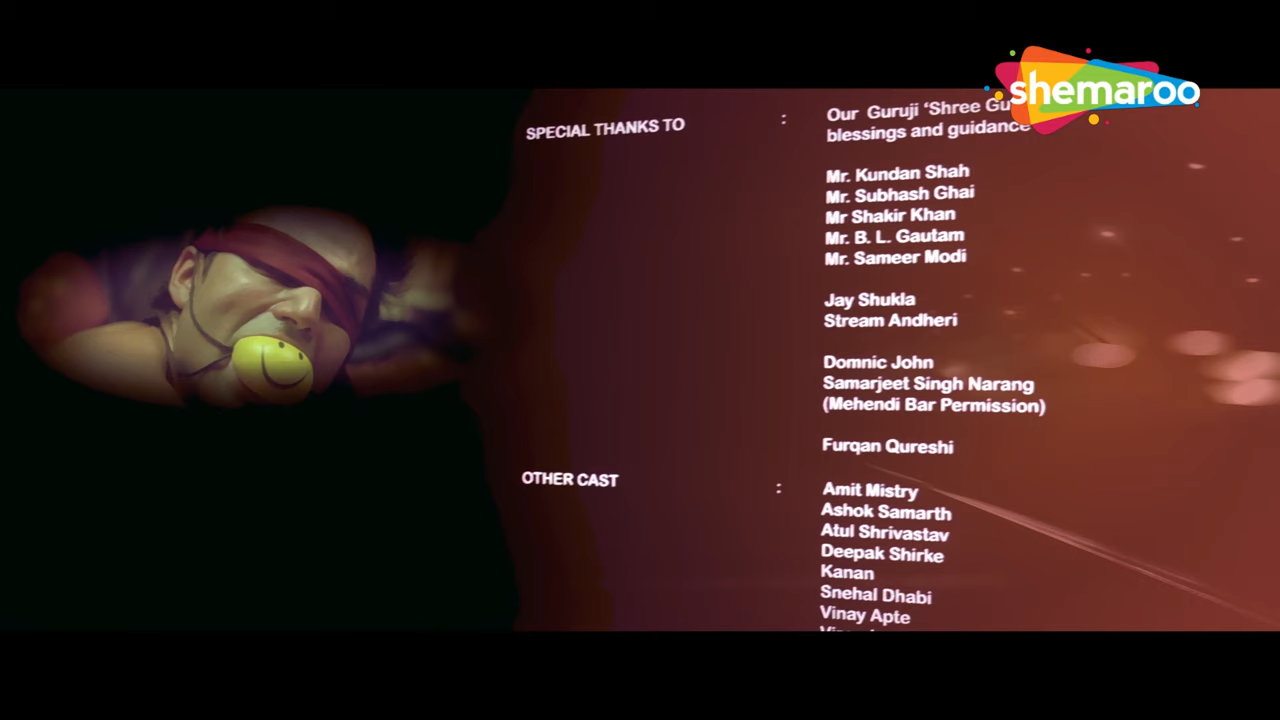 shemaroo
SPECIAL THANKS TO :
Our Guruji ‘Shree
blessings and guidance
Mr. Kundan Shah
Mr. Subhash Ghai
Mr Shakir Khan
Mr. B. L. Gautam
Mr. Sameer Modi
Jay Shukla
Stream Andheri
Domnic John
Samarjeet Singh Narang
(Mehendi Bar Permission)
Furqan Qureshi
OTHER CAST :
Amit Mistry
Ashok Samarth
Atul Shrivastav
Deepak Shirke
Kanan
Snehal Dhabi
Vinay Apte